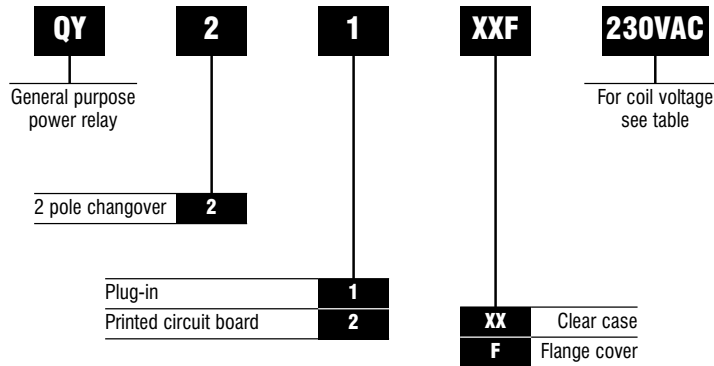 QY 2 1 XXF 230VAC
General purpose
power relay
For coil voltage
see table
2 pole changover 2
Plug-in 1
Printed circuit board 2
XX Clear case
F Flange cover